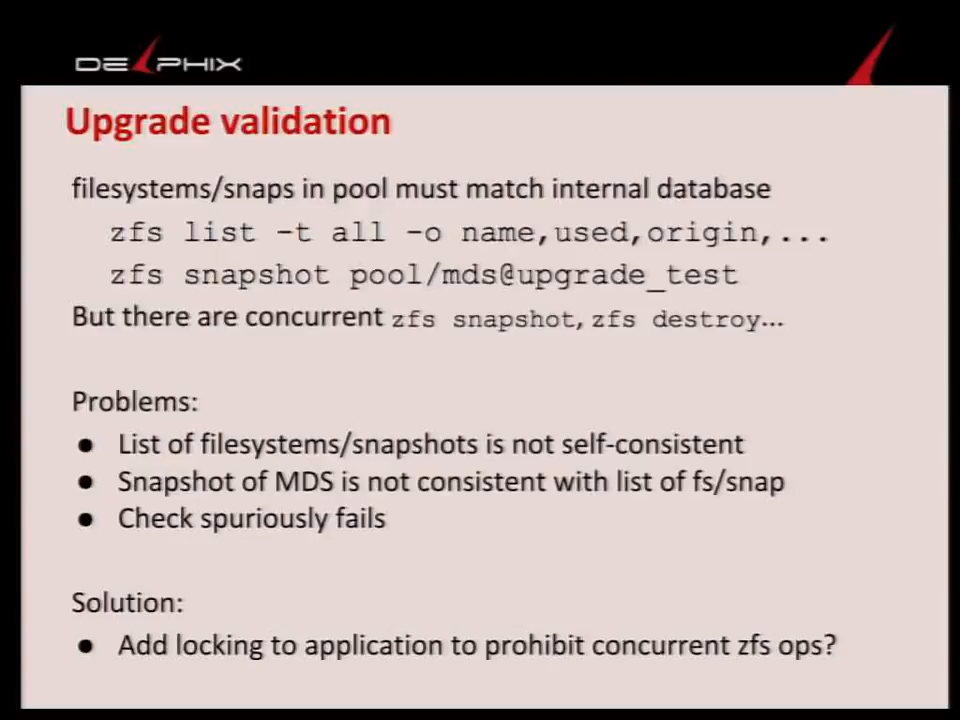 DELPHIX
Upgrade validation
filesystems/snaps in pool must match internal database
zfs list -t all -o name,used,origin,...
zfs snapshot pool/mds@upgrade_test
But there are concurrent zfs snapshot, zfs destroy...
Problems:
● List of filesystems/snapshots is not self-consistent
● Snapshot of MDS is not consistent with list of fs/snap
● Check spuriously fails
Solution:
● Add locking to application to prohibit concurrent zfs ops?